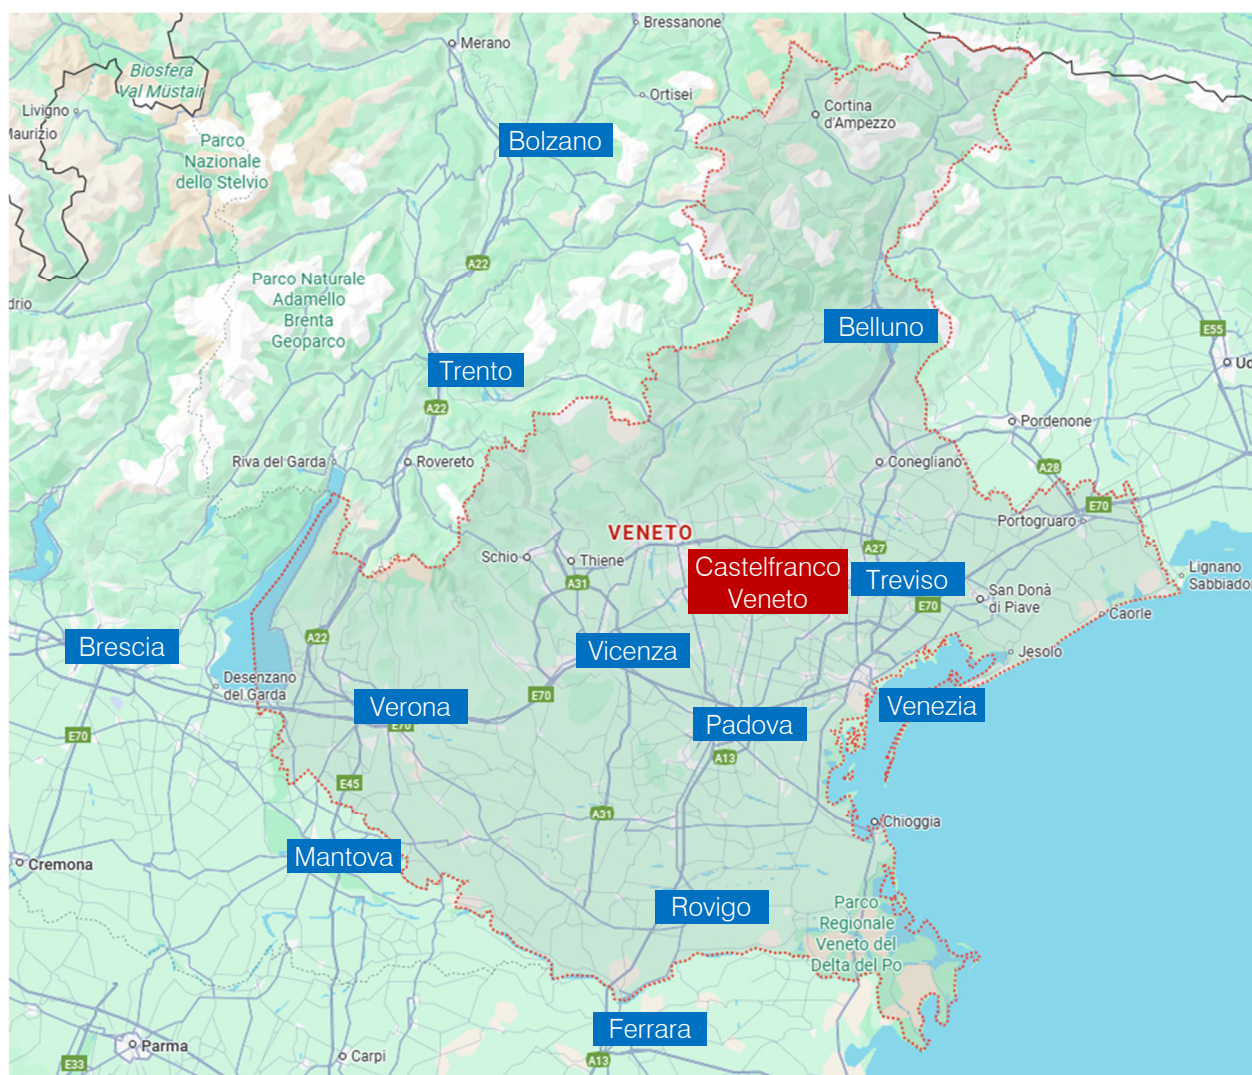 Bressanone
Merano
Biosfera
Val Müstair
Ortisei
Livigno
Maurizio
Cortina
d'Ampezzo
Bolzano
Parco
Nazionale
dello Stelvio
A22
Parco Naturale
Adamello
Brenta
Geoparco
drio
Belluno
E55
Trento
Ud
A22
Pordenone
Riva del Garda
Rovereto
Conegliano
A28
E70
Portogruaro
VENETO
Schio
Thiene
A27
Castelfranco
Veneto
Treviso
A31
Lignano
Sabbiador
San Donà
di Piave
E70
Caorle
A22
Brescia
Vicenza
Jesolo
Desenzano
del Garda
Verona
E70
E70
Venezia
Padova
E70
A13
E45
A31
Chioggia
Mantova
Cremona
Rovigo
Parco
Regionale
Veneto del
Delta del Po
Ferrara
Parma
Carpi
A13
E33